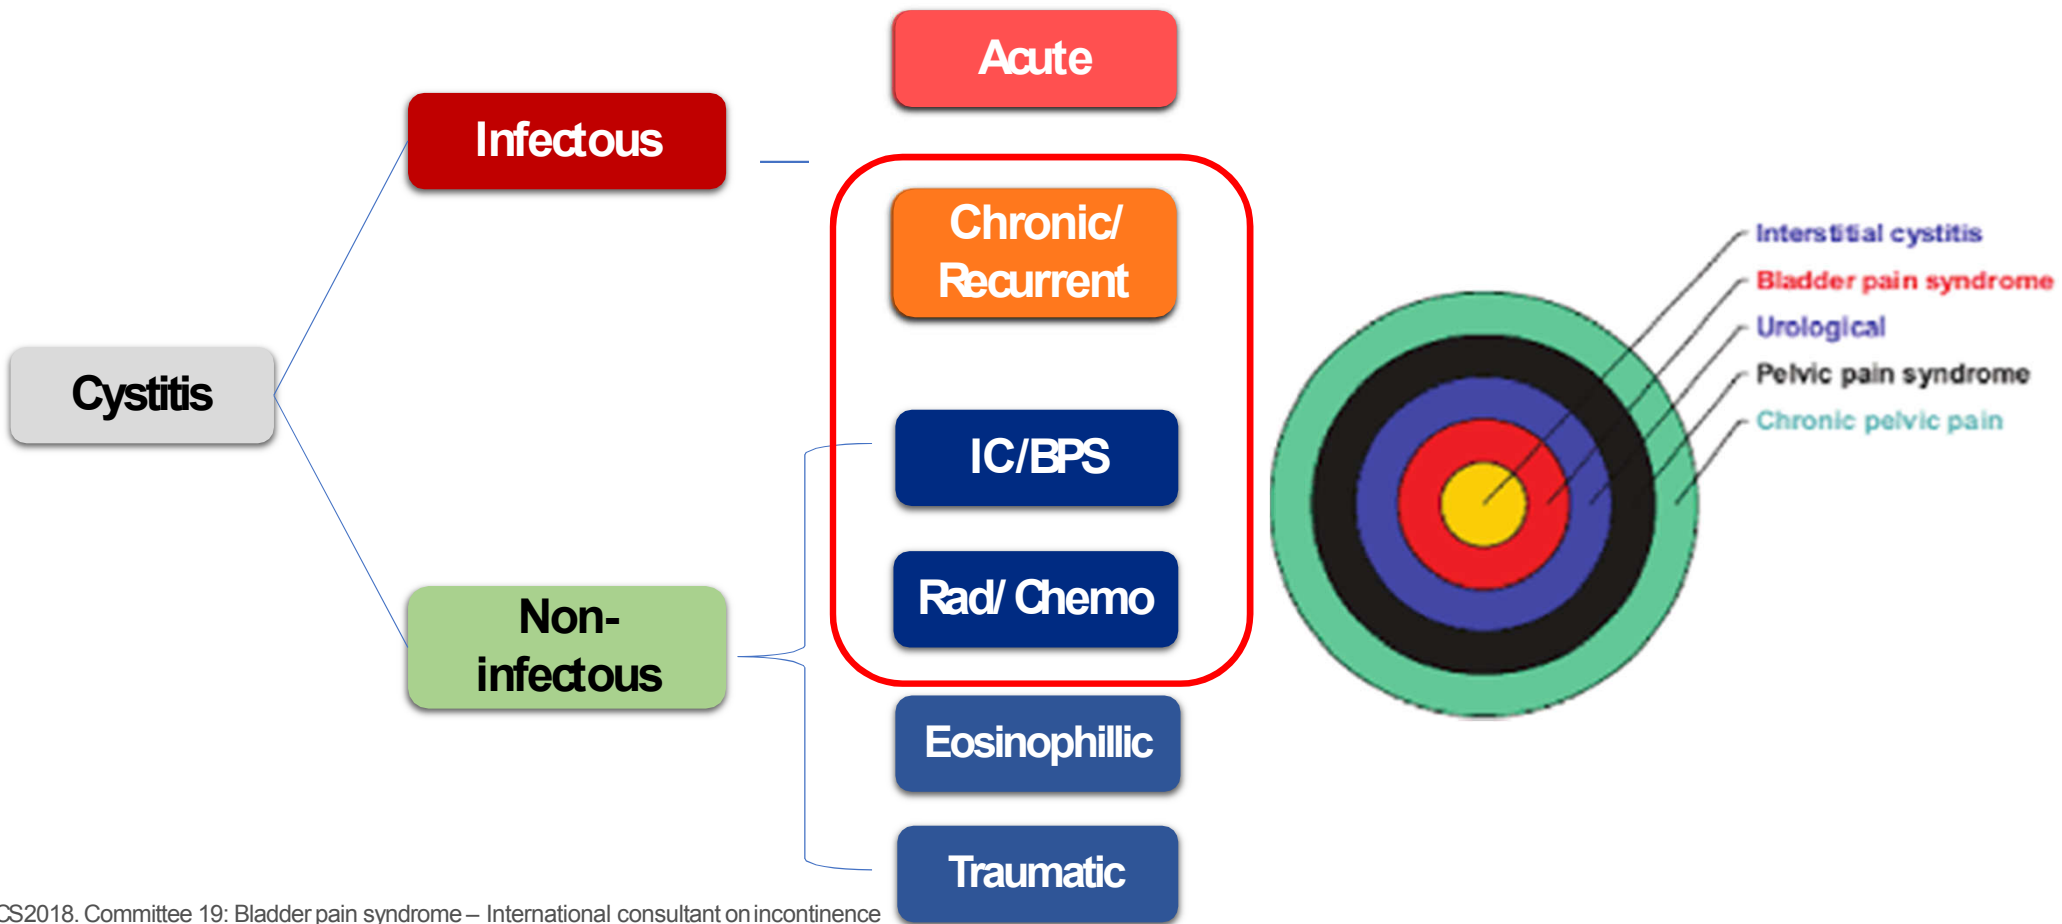 Acute
Infectous
Chronic/
Recurrent
Cystitis
IC/BPS
Rad/ Chemo
Non-
infectous
Eosinophillic
Traumatic
Interstitial cystitis
Bladder pain syndrome
Urological
Pelvic pain syndrome
Chronic pelvic pain
CS2018. Committee 19: Bladder pain syndrome – International consultant on incontinence